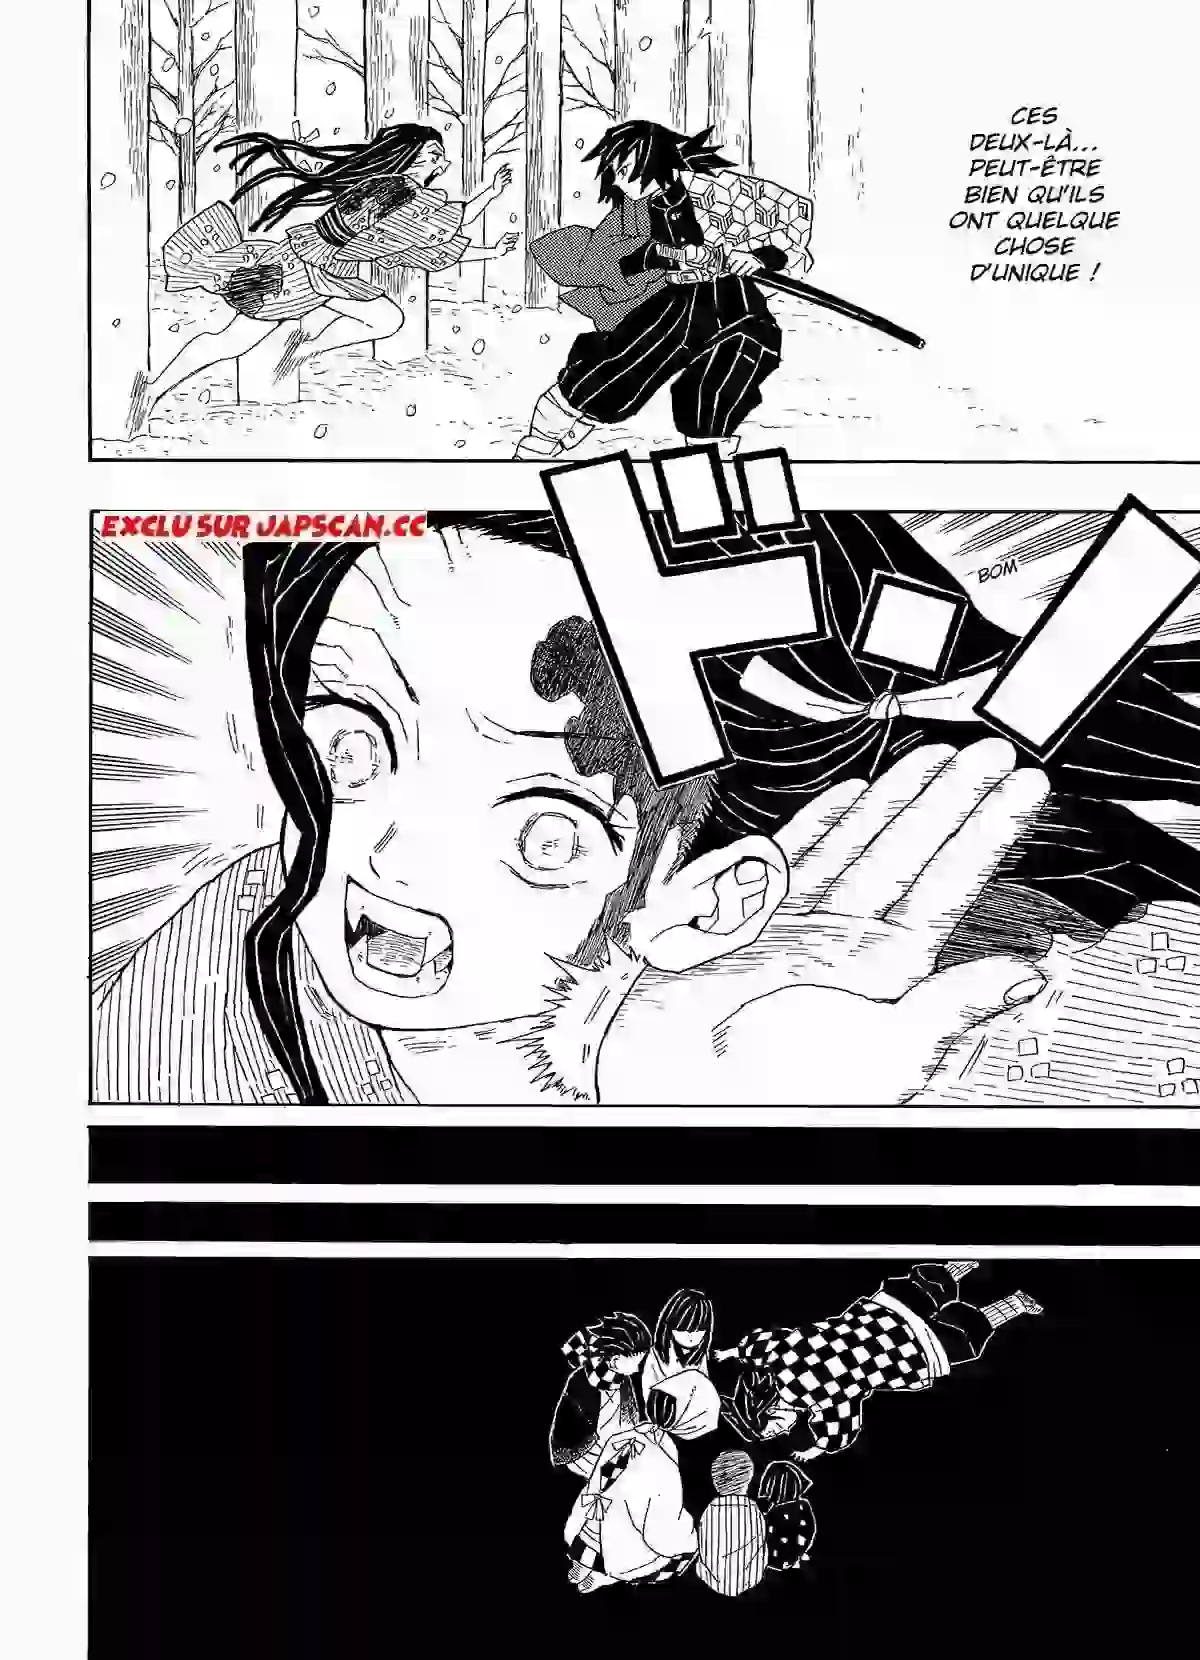 CES
DEUX-LÀ...
PEUT-ÊTRE
BIEN QU'ILS
ONT QUELQUE
CHOSE
D'UNIQUE !
EXCLU SUR JAPSCAN.CC
ドン
BOM